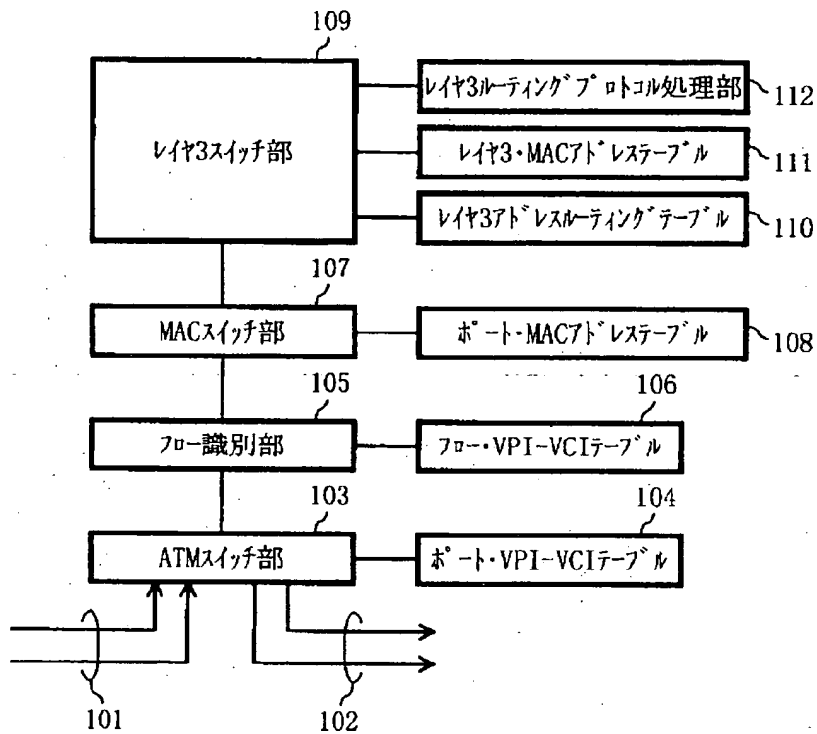 109
レイヤ3ルーティングプロトコル処理部
112
レイヤ3スイッチ部
レイヤ3・MACアドレステーブル
111
レイヤ3アドレスルーティングテーブル
110
107
MACスイッチ部
ポート・MACアドレステーブル
108
105
106
フロー識別部
フロー・VPI-VCIテーブル
103
104
ATMスイッチ部
ポート・VPI-VCIテーブル
101
102